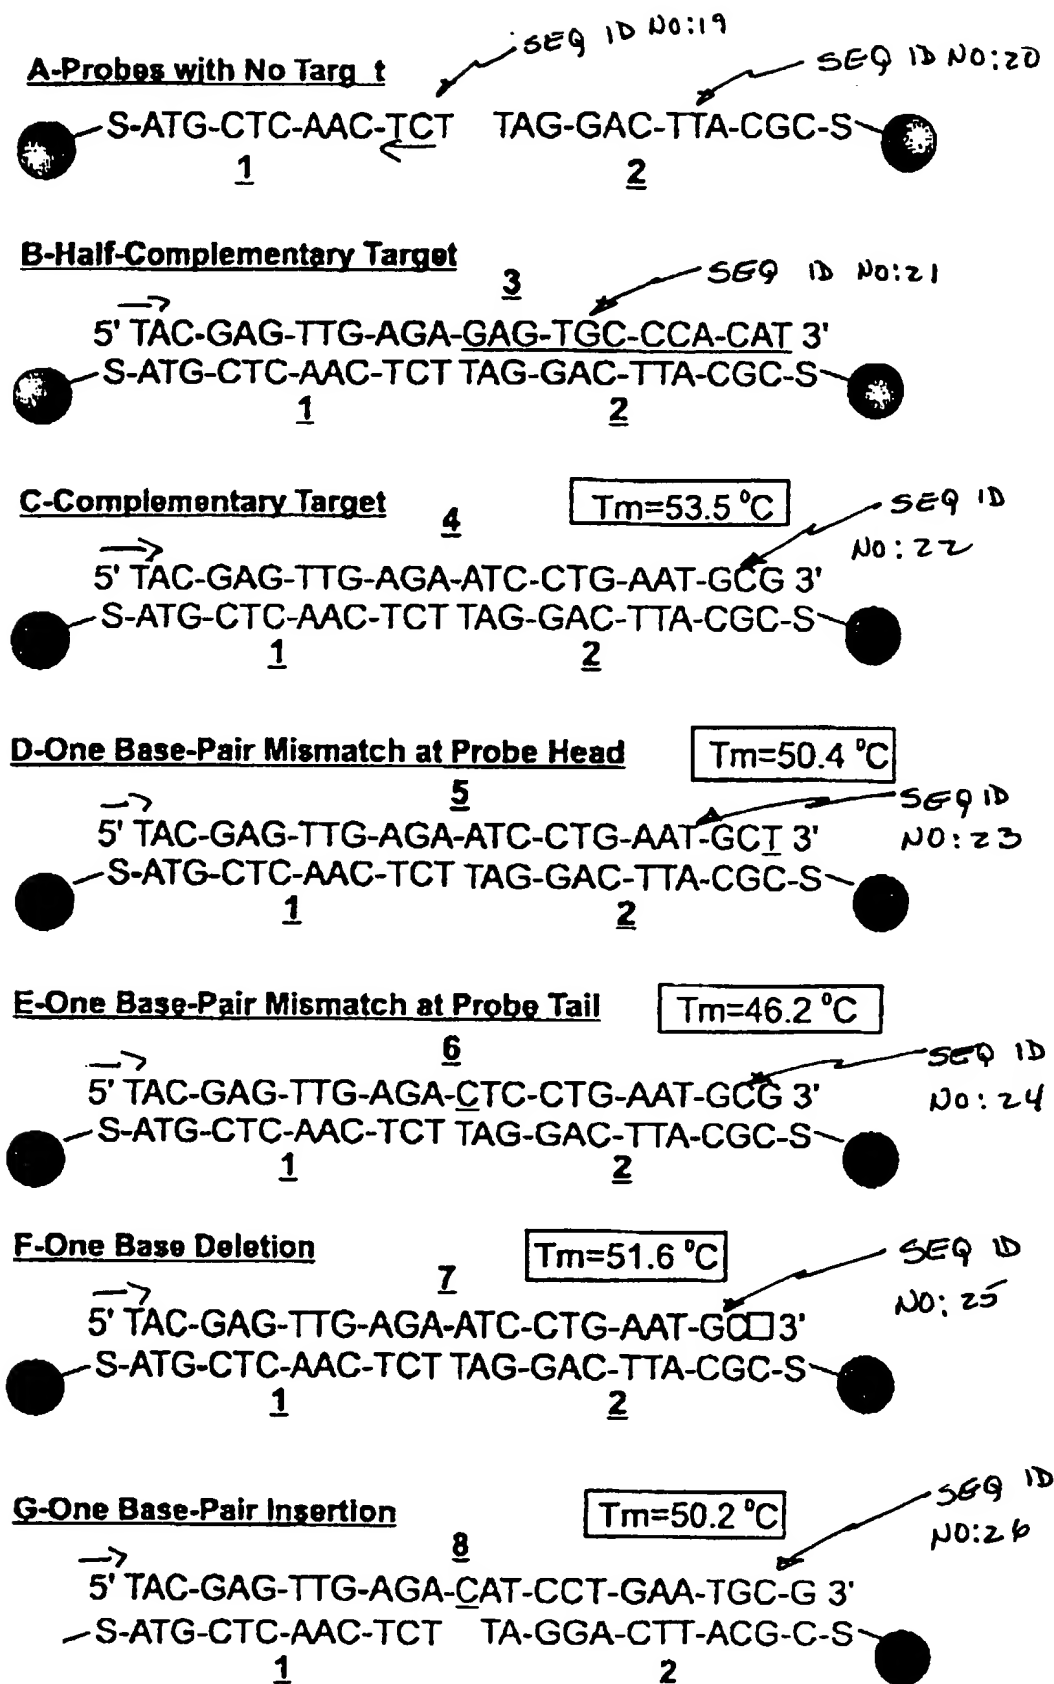 SEQ ID NO:19
A-Probes with No Targ t
SEQ ID NO:20
S-ATG-CTC-AAC-TCT TAG-GAC-TTA-CGC-S
1 2
B-Half-Complementary Target
3
SEQ ID NO:21
5' TAC-GAG-TTG-AGA-GAG-TGC-CCA-CAT 3'
S-ATG-CTC-AAC-TCT TAG-GAC-TTA-CGC-S
1 2
C-Complementary Target
4
Tm=53.5 °C
SEQ ID
NO:22
5' TAC-GAG-TTG-AGA-ATC-CTG-AAT-GCG 3'
S-ATG-CTC-AAC-TCT TAG-GAC-TTA-CGC-S
1 2
D-One Base-Pair Mismatch at Probe Head
Tm=50.4 °C
5
SEQ ID
NO:23
5' TAC-GAG-TTG-AGA-ATC-CTG-AAT-GCT 3'
S-ATG-CTC-AAC-TCT TAG-GAC-TTA-CGC-S
1 2
E-One Base-Pair Mismatch at Probe Tail
Tm=46.2 °C
6
SEQ ID
NO:24
5' TAC-GAG-TTG-AGA-CTC-CTG-AAT-GCG 3'
S-ATG-CTC-AAC-TCT TAG-GAC-TTA-CGC-S
1 2
F-One Base Deletion
Tm=51.6 °C
7
SEQ ID
NO:25
5' TAC-GAG-TTG-AGA-ATC-CTG-AAT-GC□ 3'
S-ATG-CTC-AAC-TCT TAG-GAC-TTA-CGC-S
1 2
G-One Base-Pair Insertion
Tm=50.2 °C
8
SEQ ID
NO:26
5' TAC-GAG-TTG-AGA-CAT-CCT-GAA-TGC-G 3'
S-ATG-CTC-AAC-TCT TA-GGA-CTT-ACG-C-S
1 2